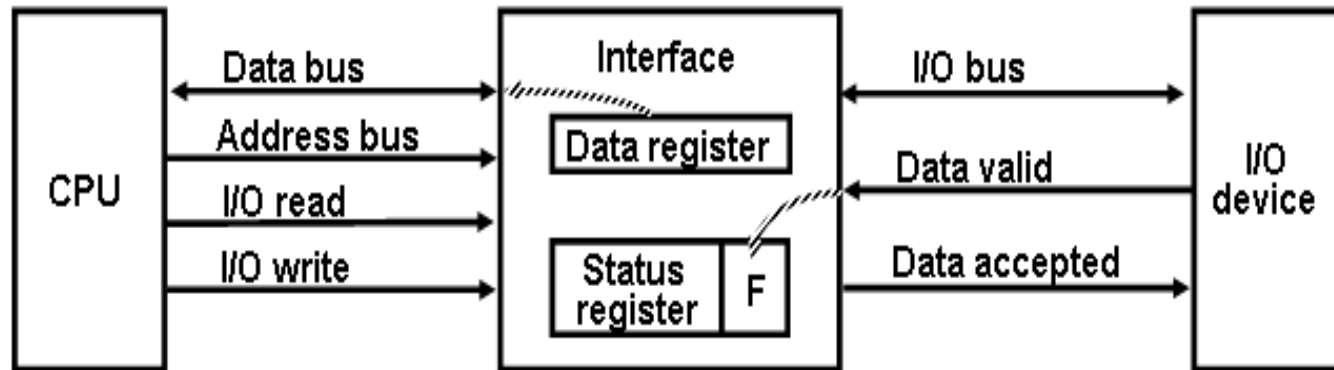 CPU
Data bus
Address bus
I/O read
I/O write
Interface
Data register
Status
register
F
I/O bus
Data valid
Data accepted
I/O
device